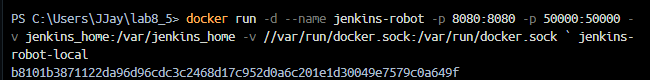 PS C:\Users\JJay\lab8_5> docker run -d --name jenkins-robot -p 8080:8080 -p 50000:50000 -
v jenkins_home:/var/jenkins_home -v //var/run/docker.sock:/var/run/docker.sock ` jenkins-
robot-local
b8101b3871122da96d96cdc3c2468d17c952d0a6c201e1d30049e7579c0a649f